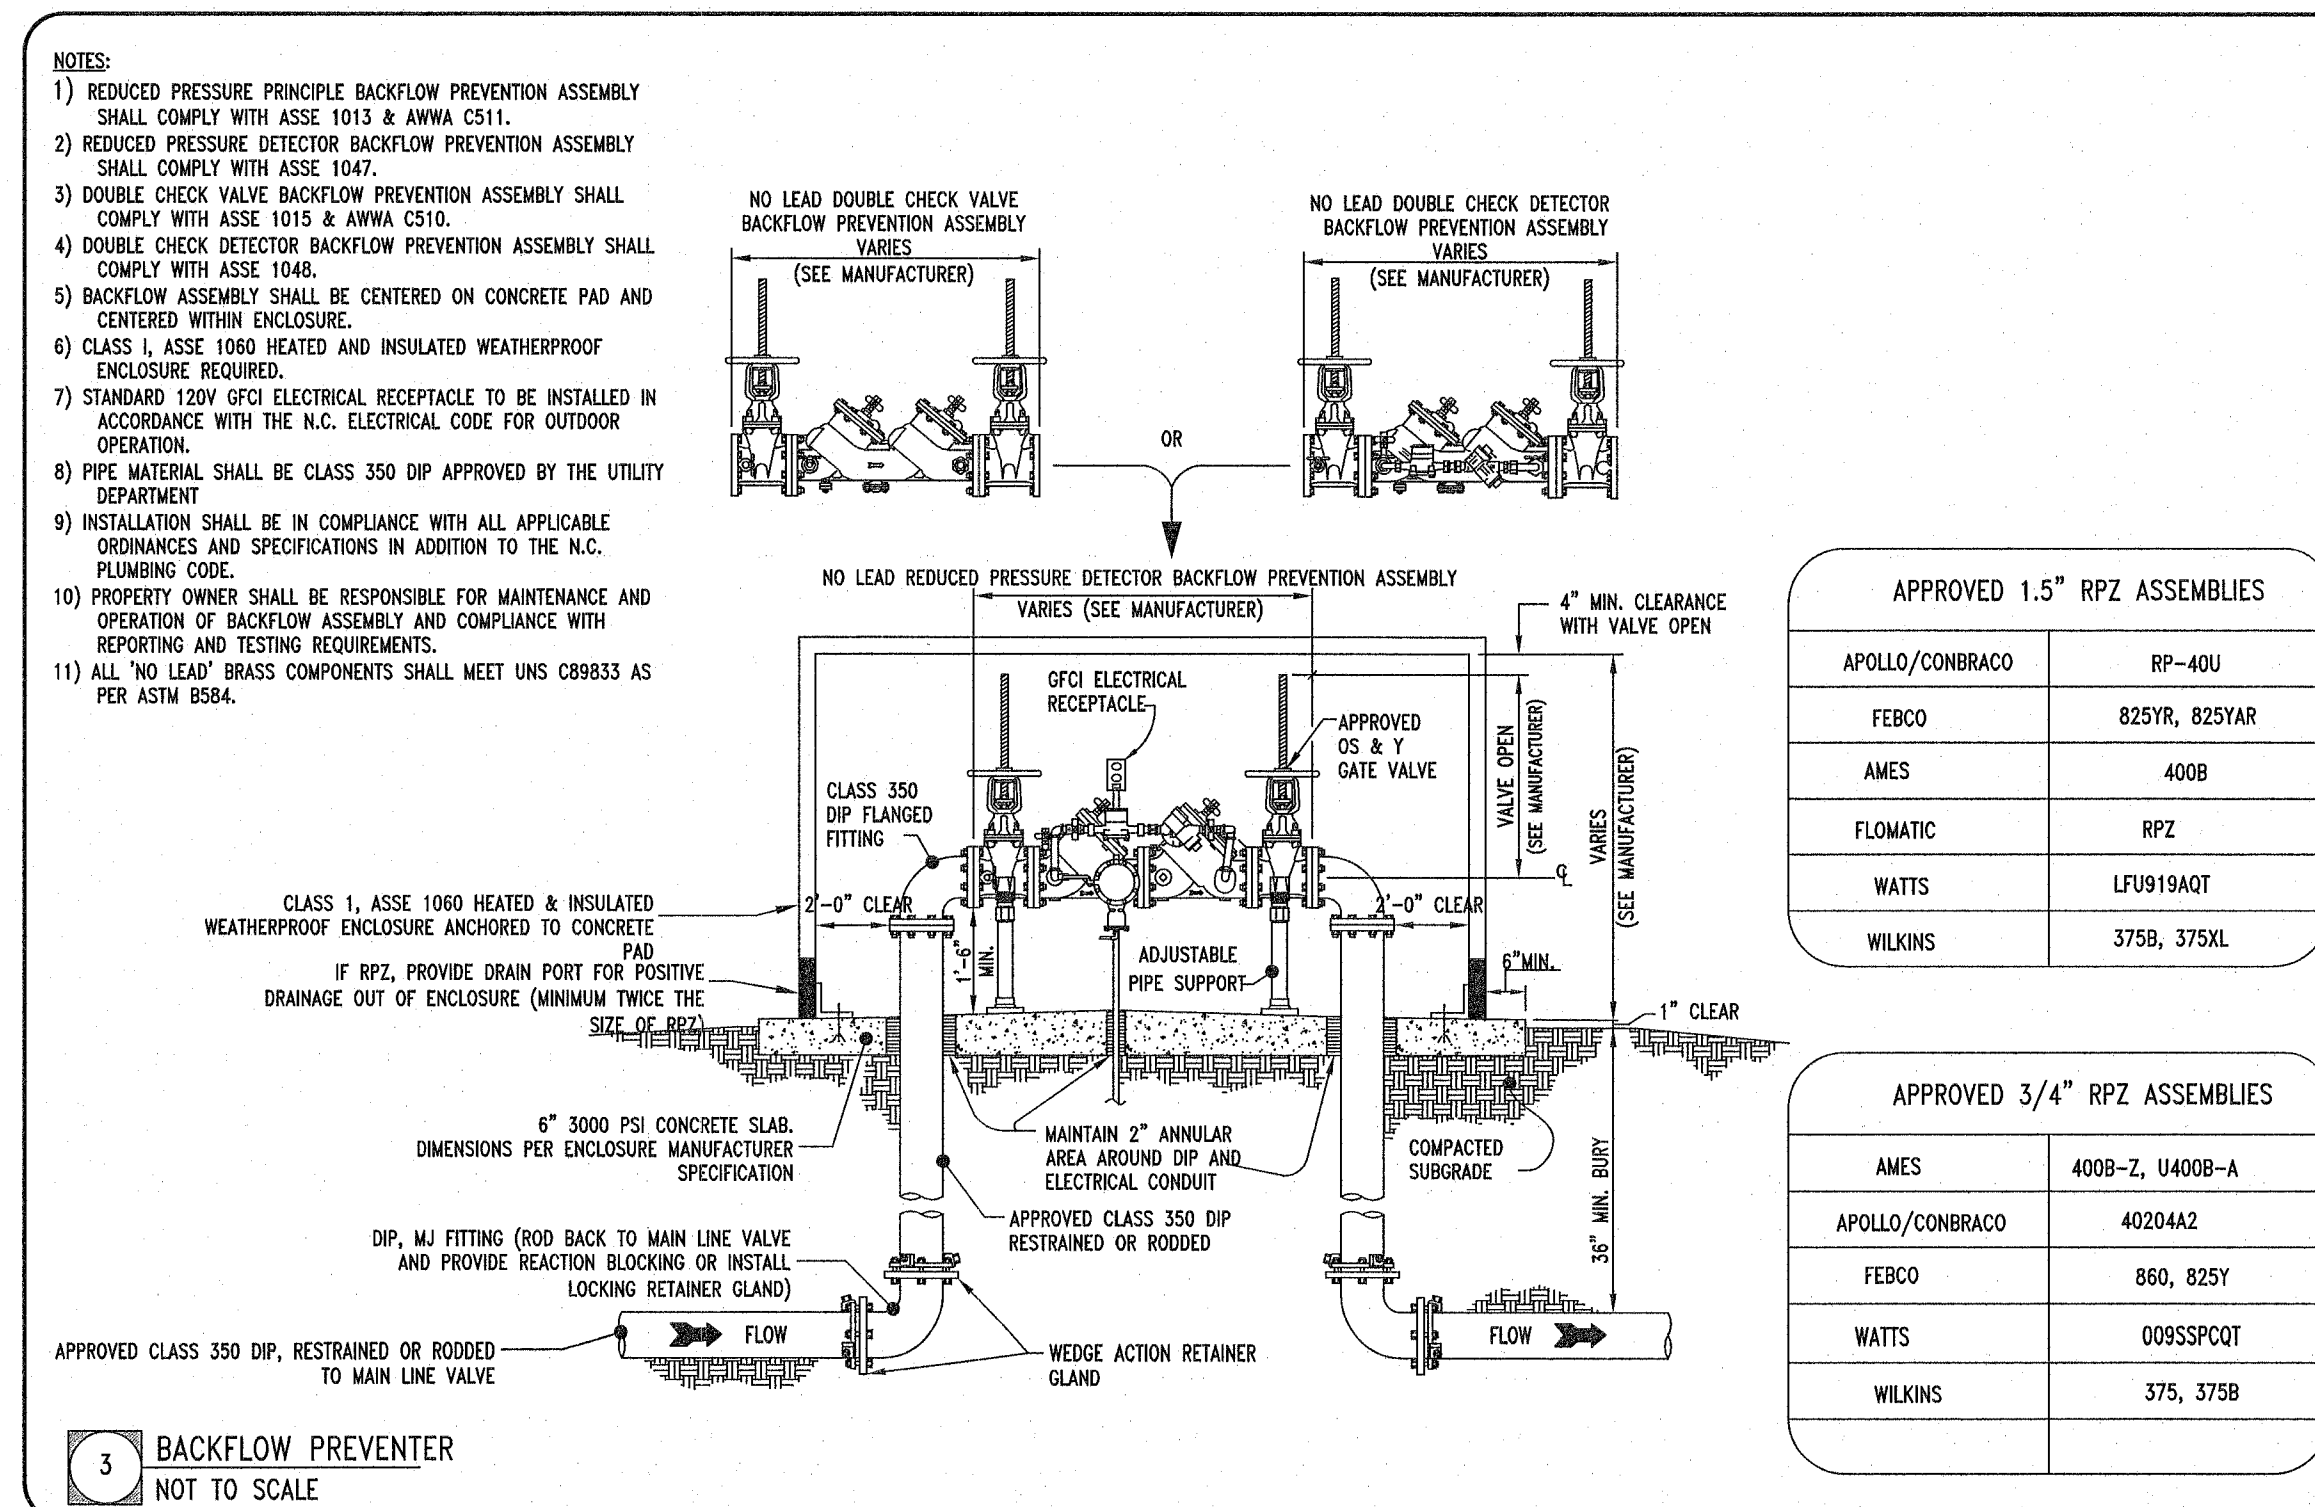 NOTES:
1) REDUCED PRESSURE PRINCIPLE BACKFLOW PREVENTION ASSEMBLY
SHALL COMPLY WITH ASSE 1013 & AWWA C511.
2) REDUCED PRESSURE DETECTOR BACKFLOW PREVENTION ASSEMBLY
SHALL COMPLY WITH ASSE 1047.
3) DOUBLE CHECK VALVE BACKFLOW PREVENTION ASSEMBLY SHALL
COMPLY WITH ASSE 1015 & AWWA C510.
4) DOUBLE CHECK DETECTOR BACKFLOW PREVENTION ASSEMBLY SHALL
COMPLY WITH ASSE 1048.
5) BACKFLOW ASSEMBLY SHALL BE CENTERED ON CONCRETE PAD AND
CENTERED WITHIN ENCLOSURE.
6) CLASS I, ASSE 1060 HEATED AND INSULATED WEATHERPROOF
ENCLOSURE REQUIRED.
7) STANDARD 120V GFCI ELECTRICAL RECEPTACLE TO BE INSTALLED IN
ACCORDANCE WITH THE N.C. ELECTRICAL CODE FOR OUTDOOR
OPERATION.
8) PIPE MATERIAL SHALL BE CLASS 350 DIP APPROVED BY THE UTILITY
DEPARTMENT
9) INSTALLATION SHALL BE IN COMPLIANCE WITH ALL APPLICABLE
ORDINANCES AND SPECIFICATIONS IN ADDITION TO THE N.C.
PLUMBING CODE.
10) PROPERTY OWNER SHALL BE RESPONSIBLE FOR MAINTENANCE AND
OPERATION OF BACKFLOW ASSEMBLY AND COMPLIANCE WITH
REPORTING AND TESTING REQUIREMENTS.
11) ALL 'NO LEAD' BRASS COMPONENTS SHALL MEET UNS C89833 AS
PER ASTM B584.
NO LEAD DOUBLE CHECK VALVE
BACKFLOW PREVENTION ASSEMBLY
VARIES
(SEE MANUFACTURER)
NO LEAD DOUBLE CHECK DETECTOR
BACKFLOW PREVENTION ASSEMBLY
VARIES
(SEE MANUFACTURER)
OR
NO LEAD REDUCED PRESSURE DETECTOR BACKFLOW PREVENTION ASSEMBLY
VARIES (SEE MANUFACTURER)
4" MIN. CLEARANCE
WITH VALVE OPEN
GFCI ELECTRICAL
RECEPTACLE
APPROVED
OS & Y
GATE VALVE
VALVE OPEN
(SEE MANUFACTURER)
VARIES
(SEE MANUFACTURER)
CLASS 350
DIP FLANGED
FITTING
CL
CLASS 1, ASSE 1060 HEATED & INSULATED
WEATHERPROOF ENCLOSURE ANCHORED TO CONCRETE
PAD
2'-0" CLEAR
2'-0" CLEAR
1'-6"
MIN.
ADJUSTABLE
PIPE SUPPORT
6"MIN.
IF RPZ, PROVIDE DRAIN PORT FOR POSITIVE
DRAINAGE OUT OF ENCLOSURE (MINIMUM TWICE THE
SIZE OF RPZ)
1" CLEAR
6" 3000 PSI CONCRETE SLAB.
DIMENSIONS PER ENCLOSURE MANUFACTURER
SPECIFICATION
MAINTAIN 2" ANNULAR
AREA AROUND DIP AND
ELECTRICAL CONDUIT
COMPACTED
SUBGRADE
36" MIN. BURY
APPROVED CLASS 350 DIP
RESTRAINED OR RODDED
DIP, MJ FITTING (ROD BACK TO MAIN LINE VALVE
AND PROVIDE REACTION BLOCKING OR INSTALL
LOCKING RETAINER GLAND)
FLOW
FLOW
APPROVED CLASS 350 DIP, RESTRAINED OR RODDED
TO MAIN LINE VALVE
WEDGE ACTION RETAINER
GLAND
APPROVED 1.5" RPZ ASSEMBLIES
APOLLO/CONBRACO RP-40U
FEBCO 825YR, 825YAR
AMES 400B
FLOMATIC RPZ
WATTS LFU919AQT
WILKINS 375B, 375XL
APPROVED 3/4" RPZ ASSEMBLIES
AMES 400B-Z, U400B-A
APOLLO/CONBRACO 40204A2
FEBCO 860, 825Y
WATTS 009SSPCQT
WILKINS 375, 375B
3 BACKFLOW PREVENTER
NOT TO SCALE